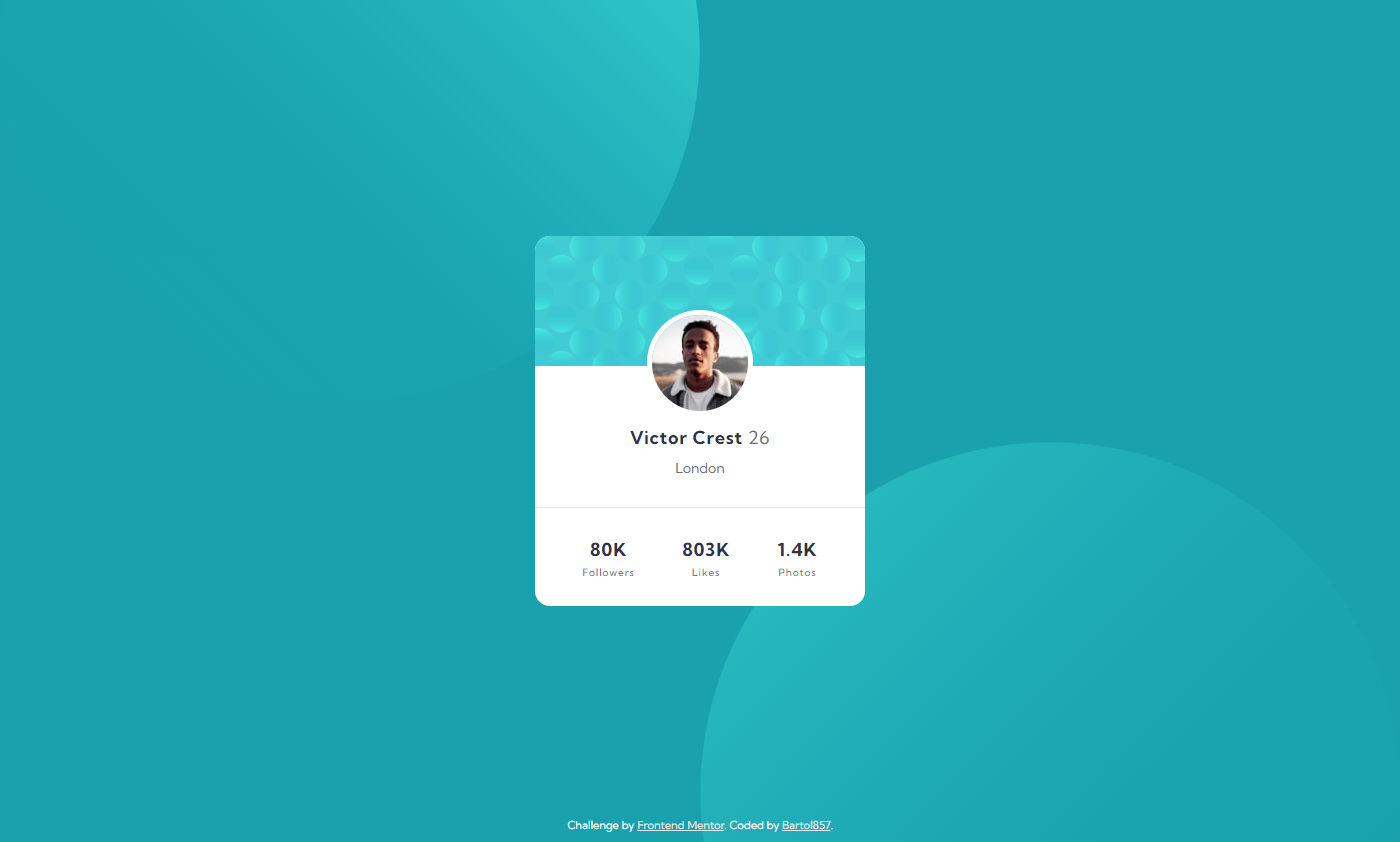 Victor Crest 26
London
80K 803K 1.4K
Followers Likes Photos
Challenge by Frontend Mentor. Coded by Bartol857.